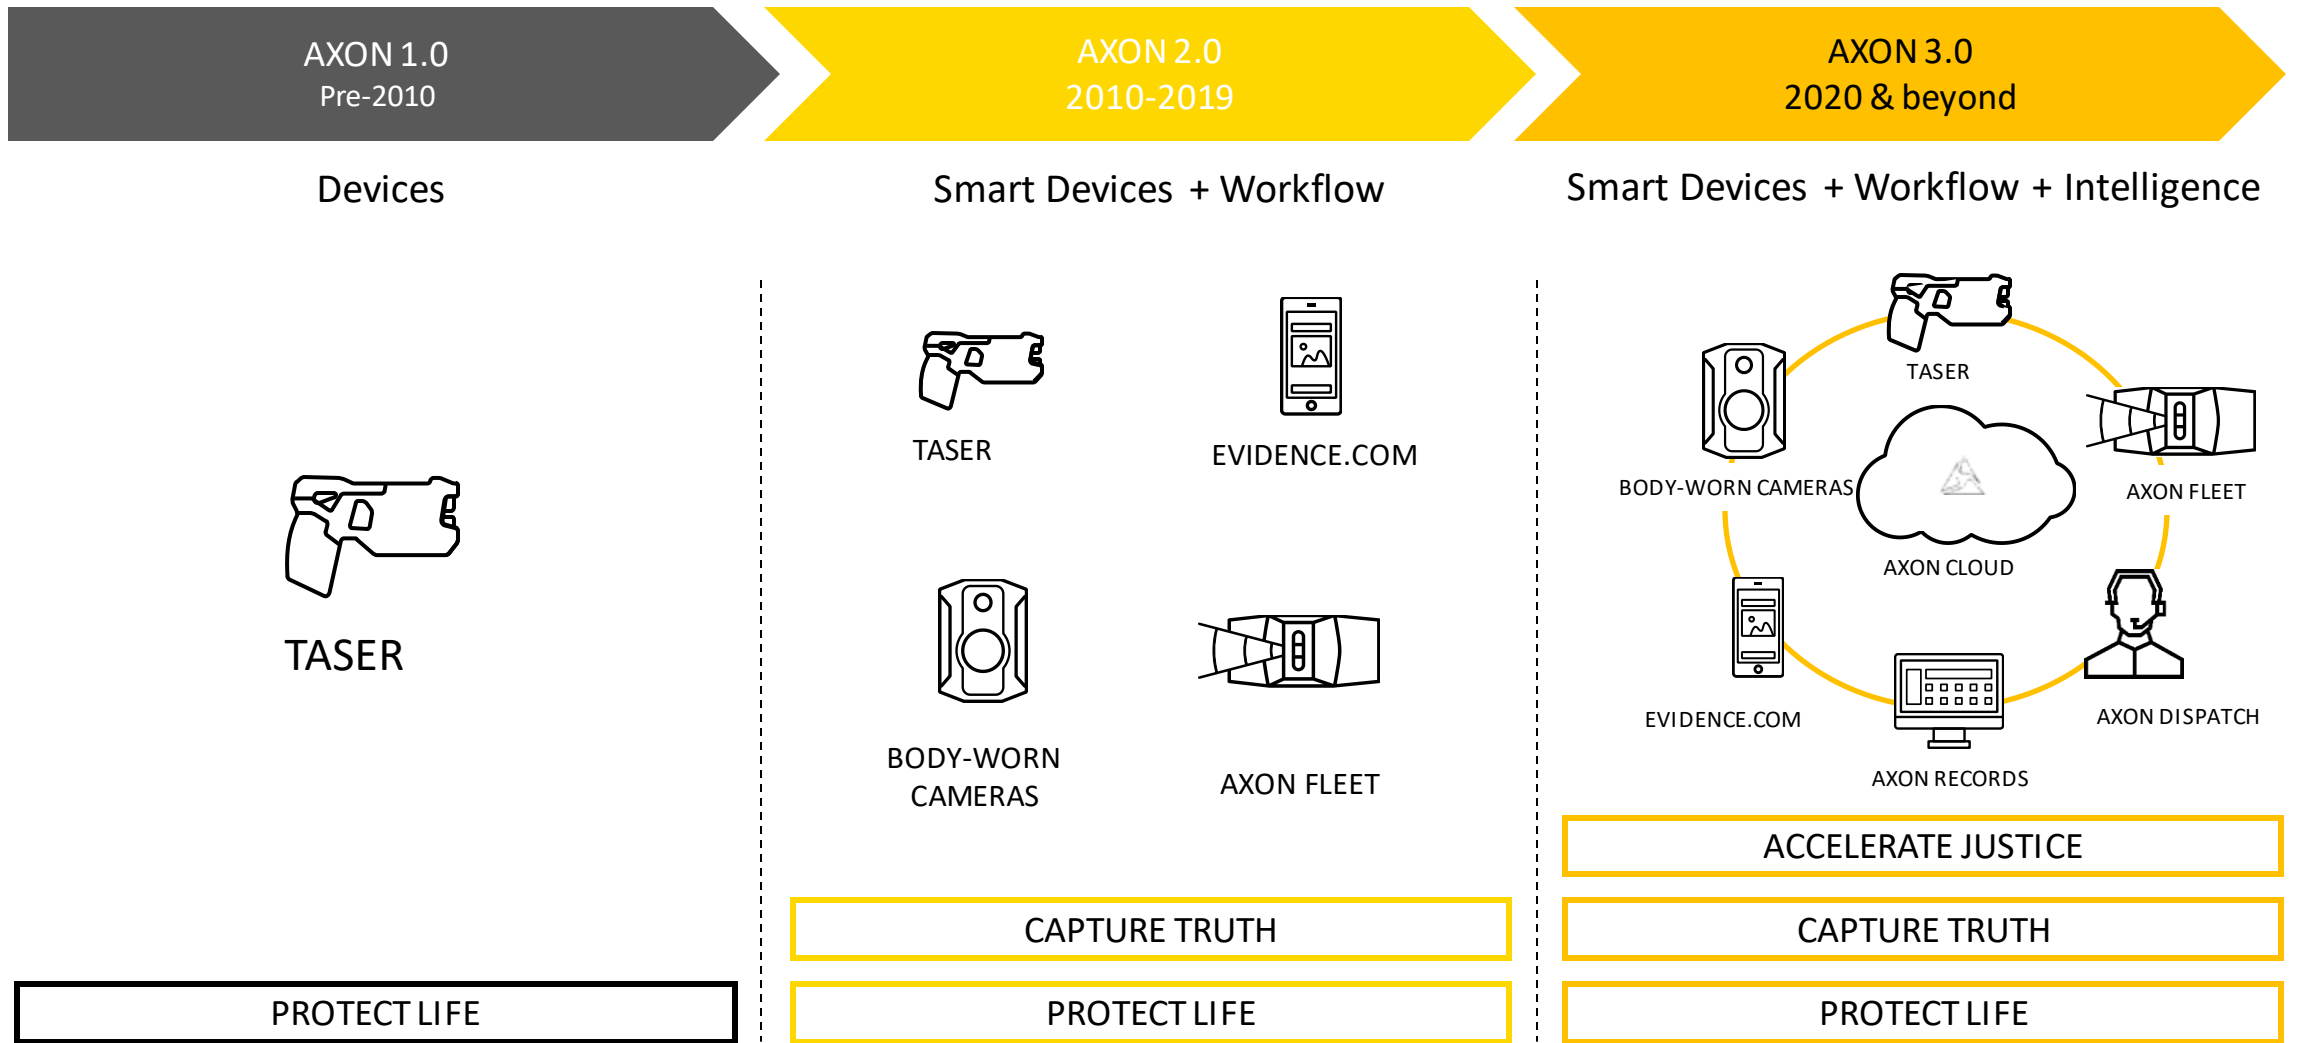 AXON 1.0
Pre-2010
AXON 2.0
2010-2019
AXON 3.0
2020 & beyond
Devices
Smart Devices + Workflow
Smart Devices + Workflow + Intelligence
TASER
PROTECT LIFE
TASER
EVIDENCE.COM
BODY-WORN
CAMERAS
AXON FLEET
CAPTURE TRUTH
PROTECT LIFE
TASER
BODY-WORN CAMERAS
AXON FLEET
AXON CLOUD
EVIDENCE.COM
AXON DISPATCH
AXON RECORDS
ACCELERATE JUSTICE
CAPTURE TRUTH
PROTECT LIFE